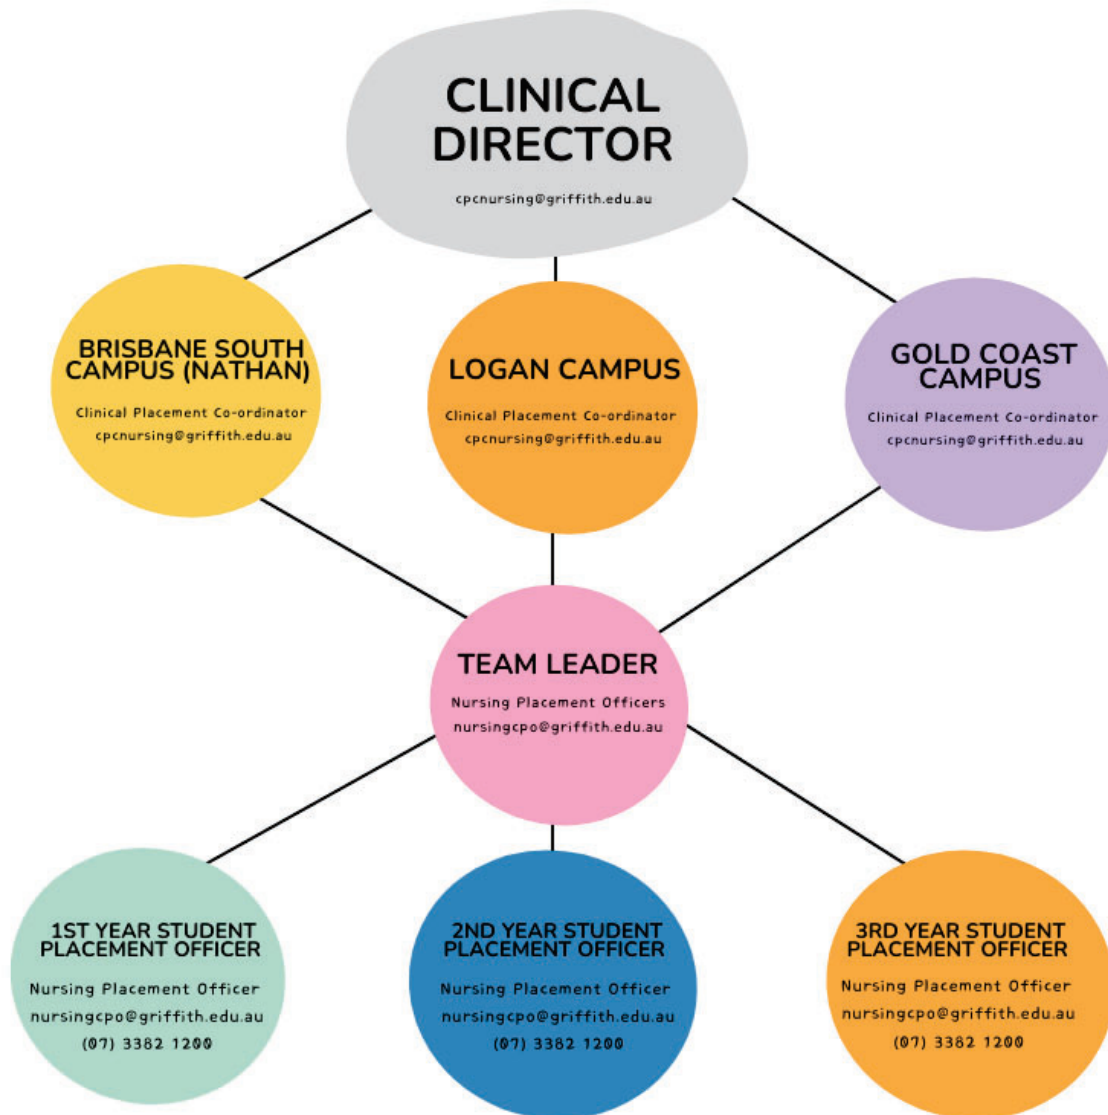 CLINICAL
DIRECTOR
cpcnursing@griffith.edu.au
BRISBANE SOUTH
CAMPUS (NATHAN)
Clinical Placement Co-ordinator
cpcnursing@griffith.edu.au
LOGAN CAMPUS
Clinical Placement Co-ordinator
cpcnursing@griffith.edu.au
GOLD COAST
CAMPUS
Clinical Placement Co-ordinator
cpcnursing@griffith.edu.au
TEAM LEADER
Nursing Placement Officers
nursingcpo@griffith.edu.au
1ST YEAR STUDENT
PLACEMENT OFFICER
Nursing Placement Officer
nursingcpo@griffith.edu.au
(07) 3382 1200
2ND YEAR STUDENT
PLACEMENT OFFICER
Nursing Placement Officer
nursingcpo@griffith.edu.au
(07) 3382 1200
3RD YEAR STUDENT
PLACEMENT OFFICER
Nursing Placement Officer
nursingcpo@griffith.edu.au
(07) 3382 1200